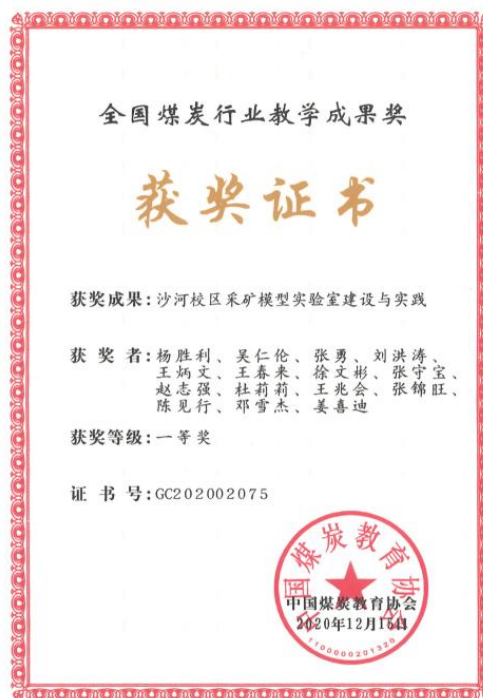 全国煤炭行业教学成果奖
获奖证书
获奖成果:沙河校区采矿模型实验室建设与实践
获 奖 者:杨胜利、吴仁伦、张勇、刘洪涛、
王炳文、王春来、徐文彬、张守宝、
赵志强、杜莉莉、王兆会、张锦旺、
陈见行、邓雪杰、姜喜迪
获奖等级:一等奖
证 书 号:GC202002075
中国煤炭教育协会
中国煤炭教育协会
2020年12月15日
1100000201320